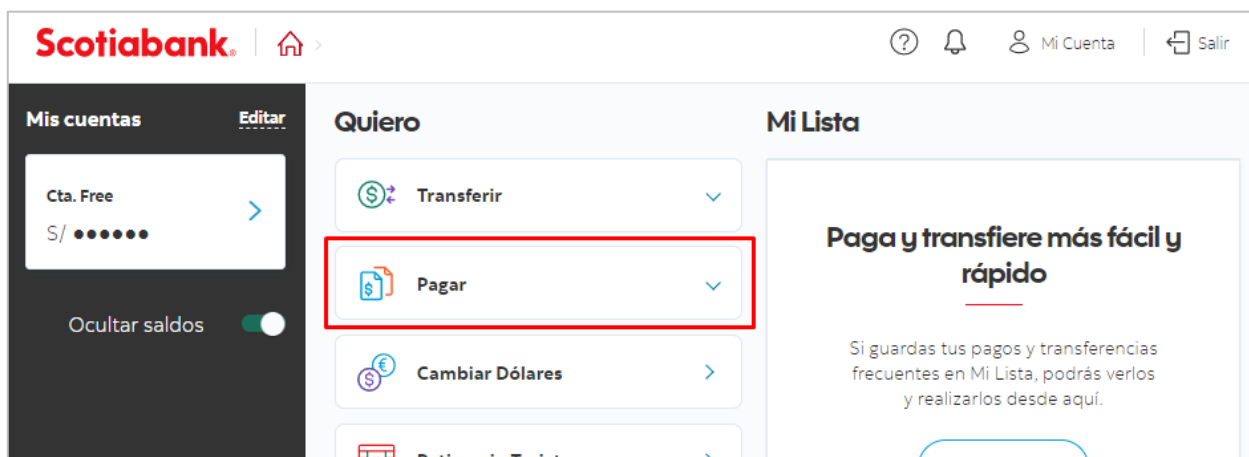 Scotiabank®
Mi Cuenta
Salir
Mis cuentas
Editar
Cta. Free
S/ ●●●●●●
Ocultar saldos
Quiero
Transferir
Pagar
Cambiar Dólares
Mi Lista
Paga y transfiere más fácil y
rápido
Si guardas tus pagos y transferencias
frecuentes en Mi Lista, podrás verlos
y realizarlos desde aquí.